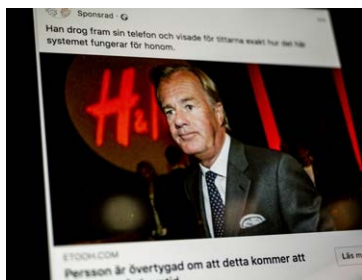 Sponsrad ·
Han drog fram sin telefon och visade för tittarna exakt hur det här
systemet fungerar för honom.
H&M
ETOOH.COM
Persson är övertygad om att detta kommer att
Läs